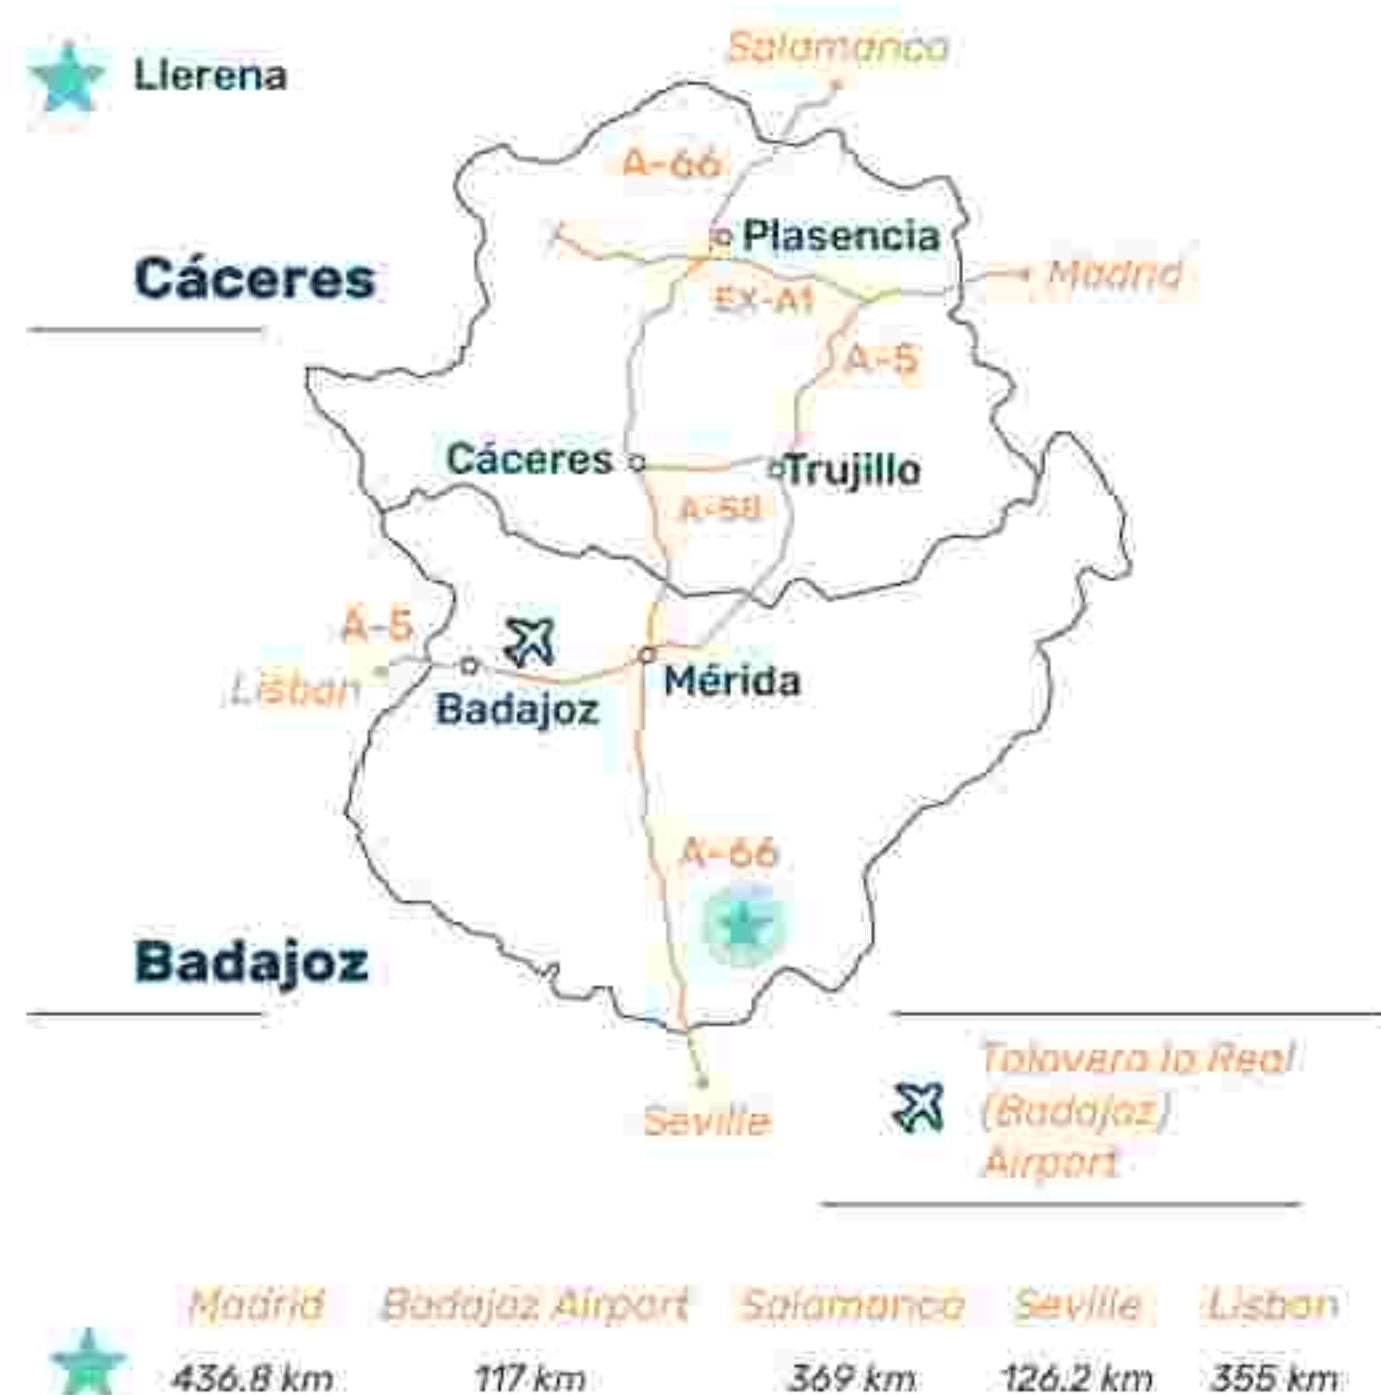 Llerena
Salamanca
A-66
Plasencia
Cáceres
Madrid
EX-A1
A-5
Cáceres
Trujillo
A-58
A-5
Lisbon
Mérida
Badajoz
A-66
Badajoz
Talavera la Real
(Badajoz)
Airport
Seville
Madrid Badajoz Airport Salamanca Seville Lisbon
436.8 km 117 km 369 km 126.2 km 355 km